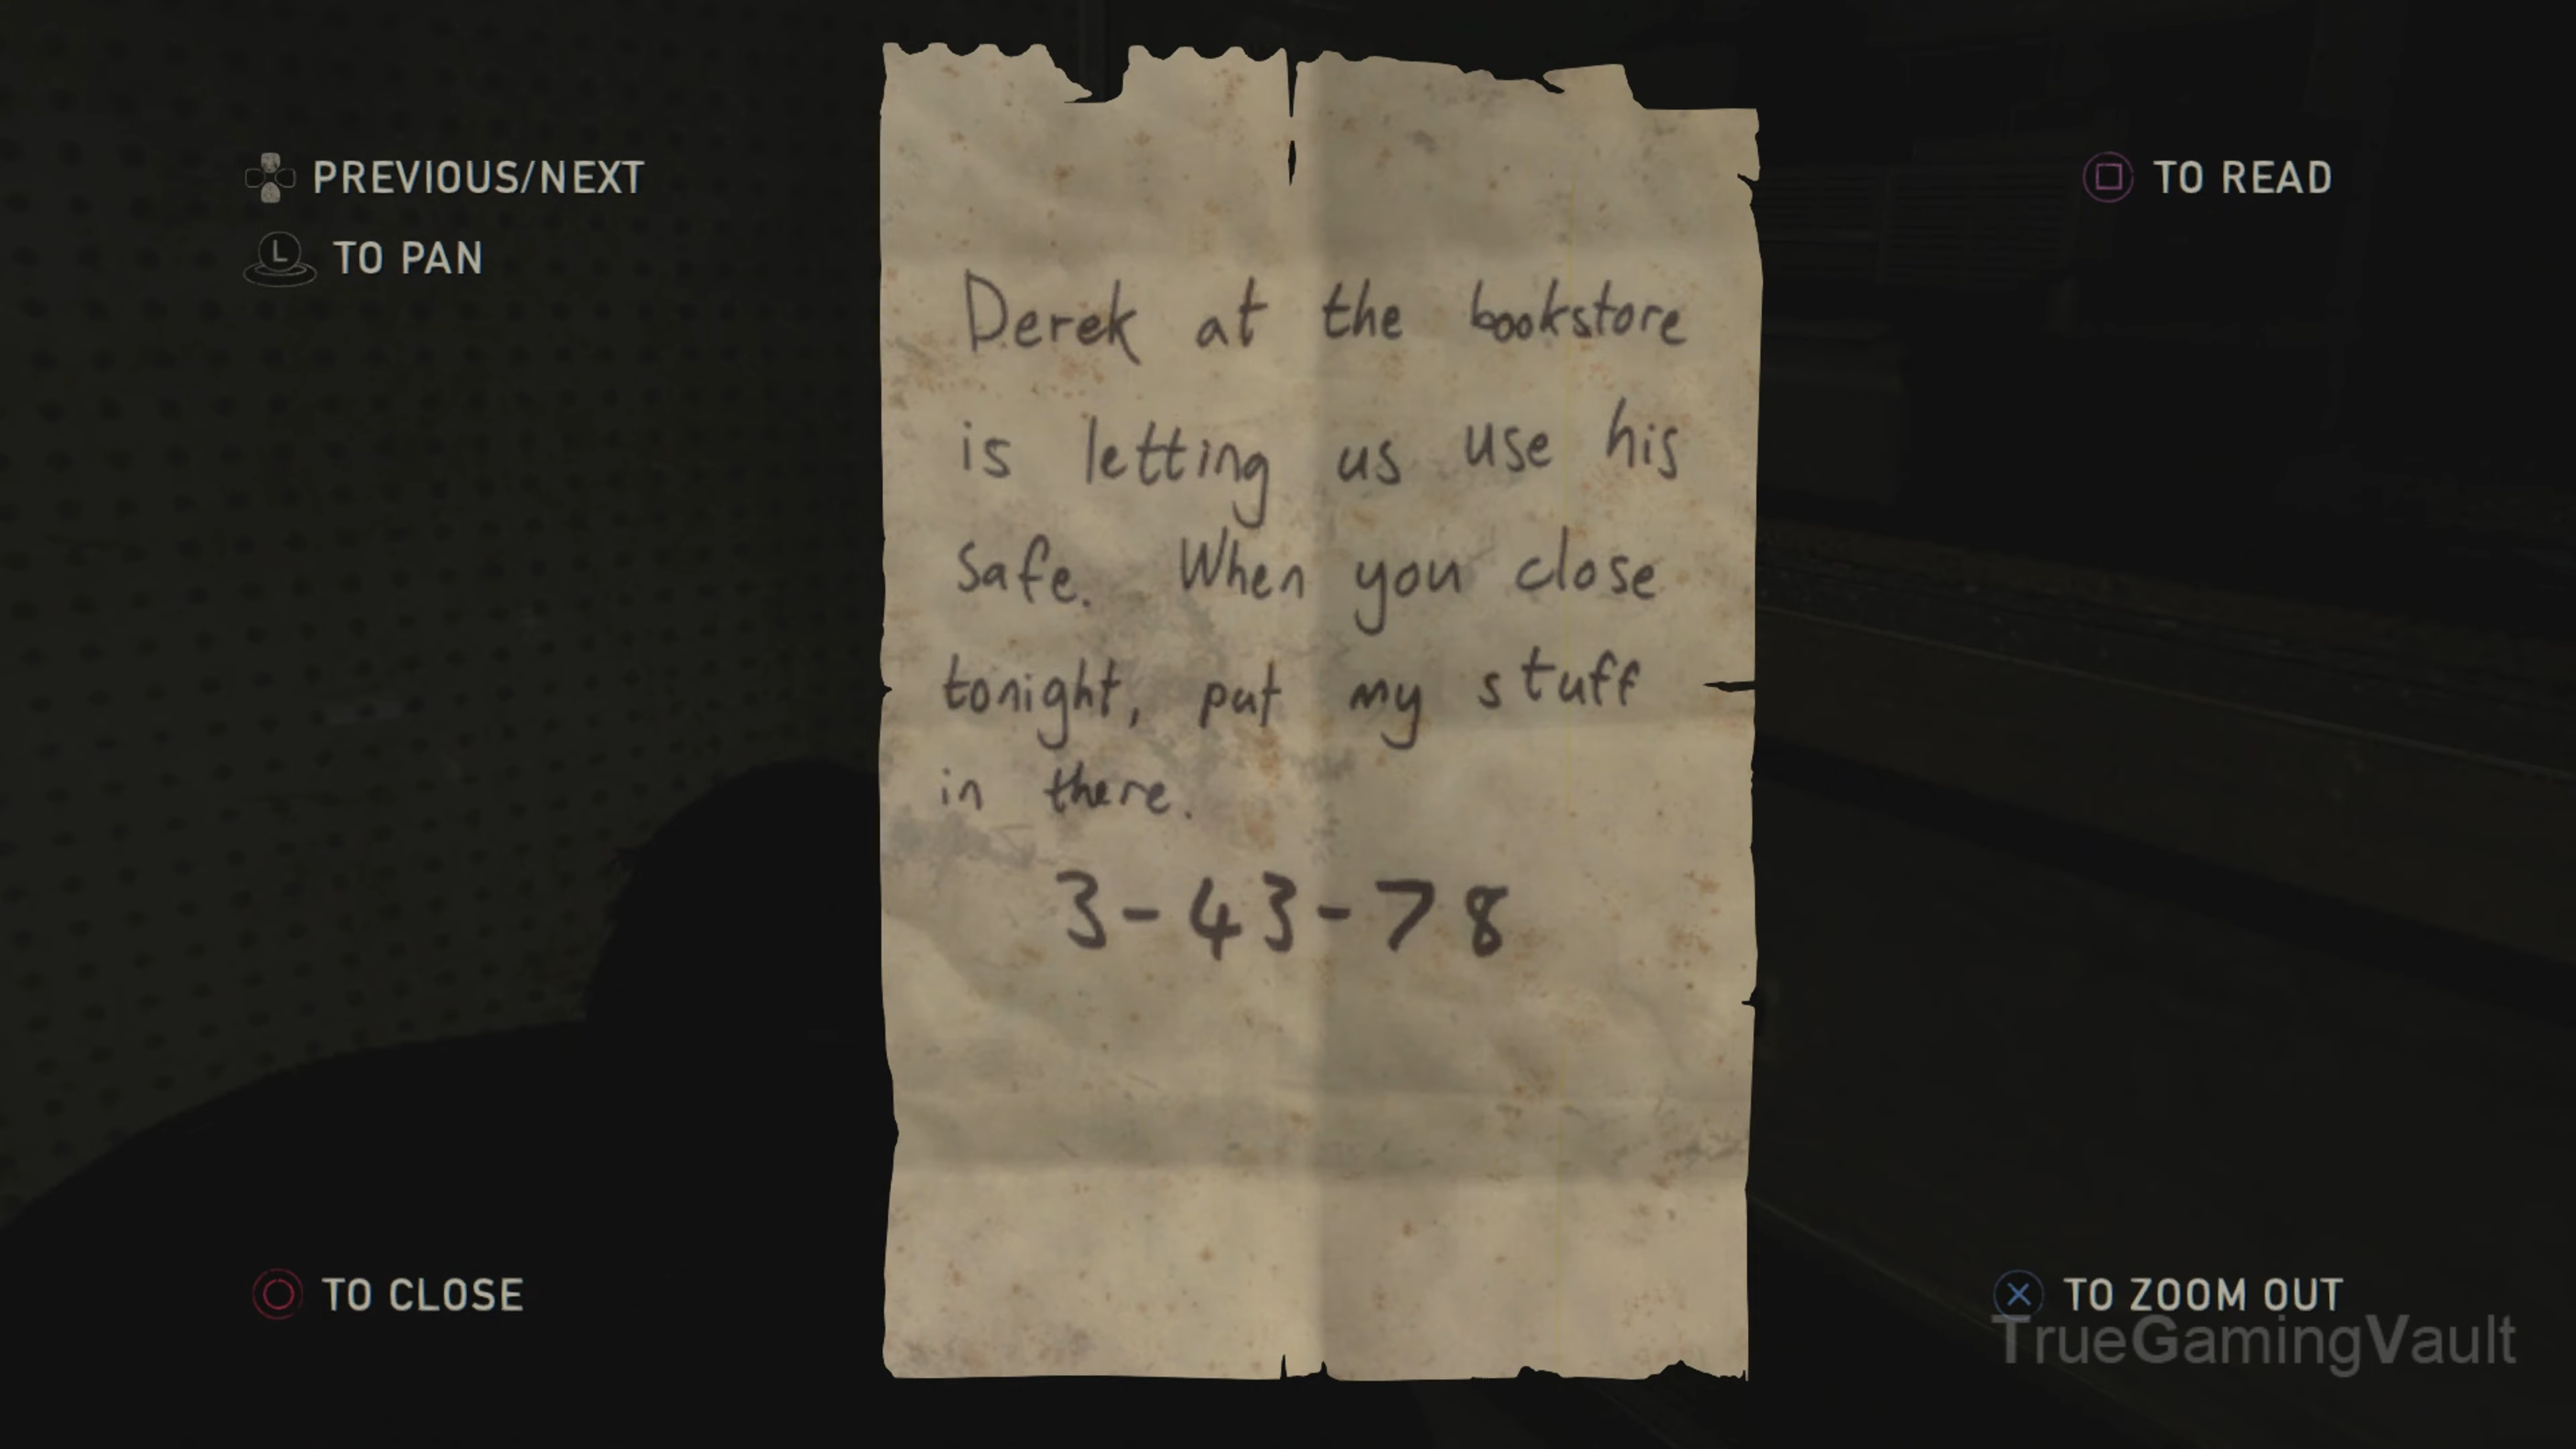 PREVIOUS/NEXT
L TO PAN
TO READ
Derek at the bookstore
is letting us use his
safe. When you close
tonight, put my stuff
in there.
3-43-78
TO CLOSE
TO ZOOM OUT
TrueGamingVault